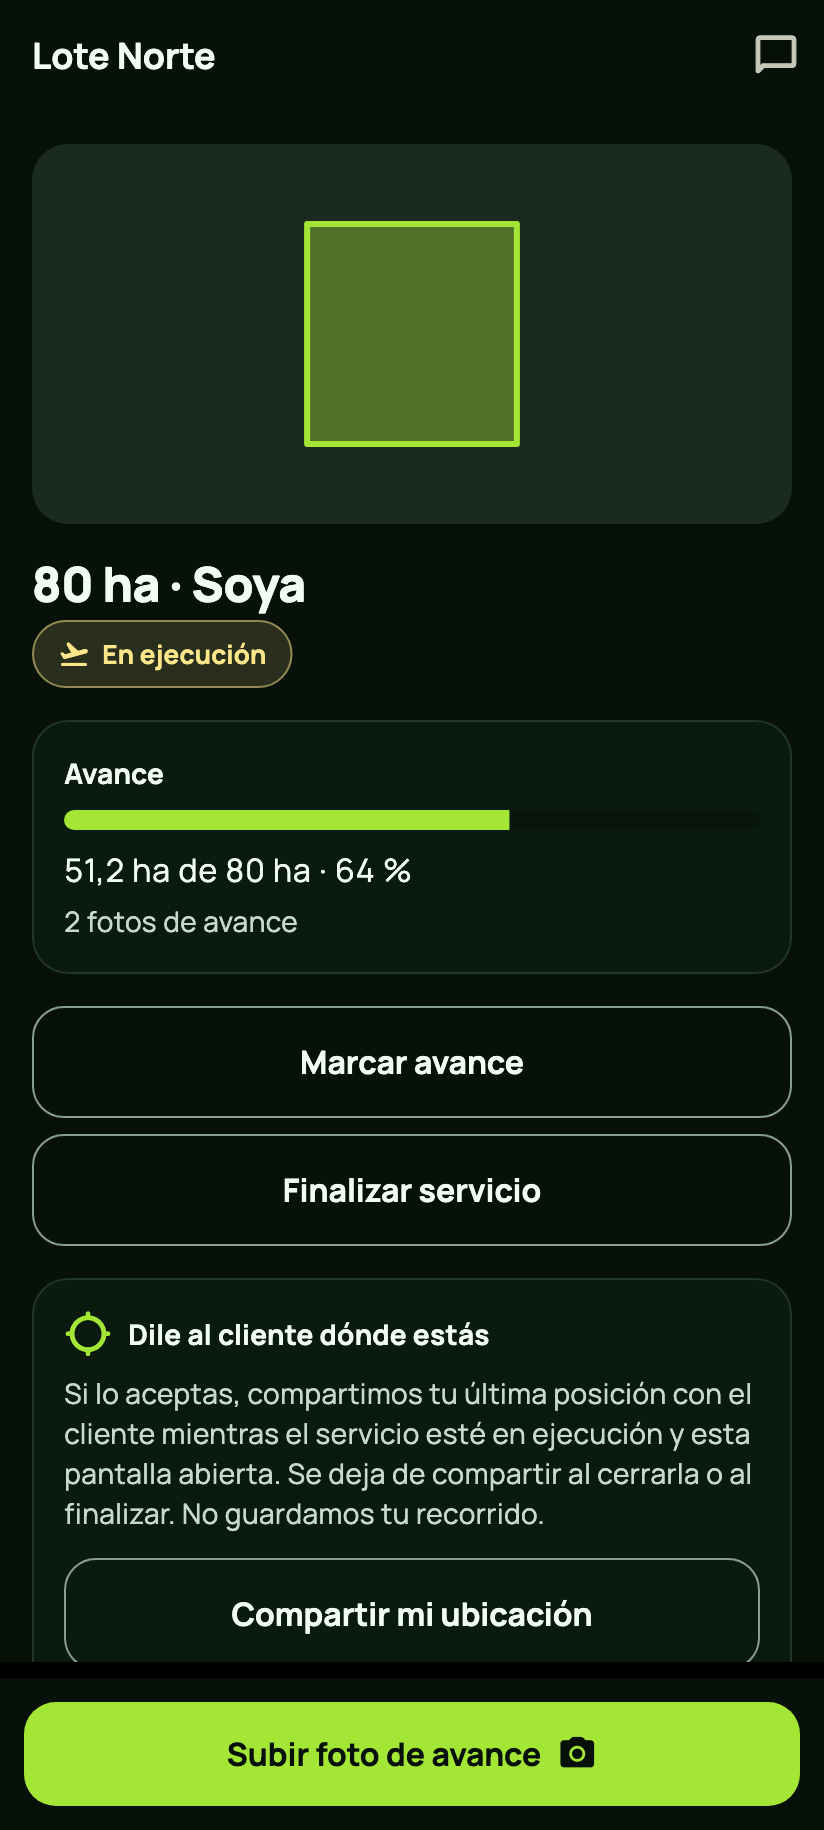 Lote Norte
80 ha · Soya
En ejecución
Avance
51,2 ha de 80 ha · 64 %
2 fotos de avance
Marcar avance
Finalizar servicio
Dile al cliente dónde estás
Si lo aceptas, compartimos tu última posición con el
cliente mientras el servicio esté en ejecución y esta
pantalla abierta. Se deja de compartir al cerrarla o al
finalizar. No guardamos tu recorrido.
Compartir mi ubicación
Subir foto de avance